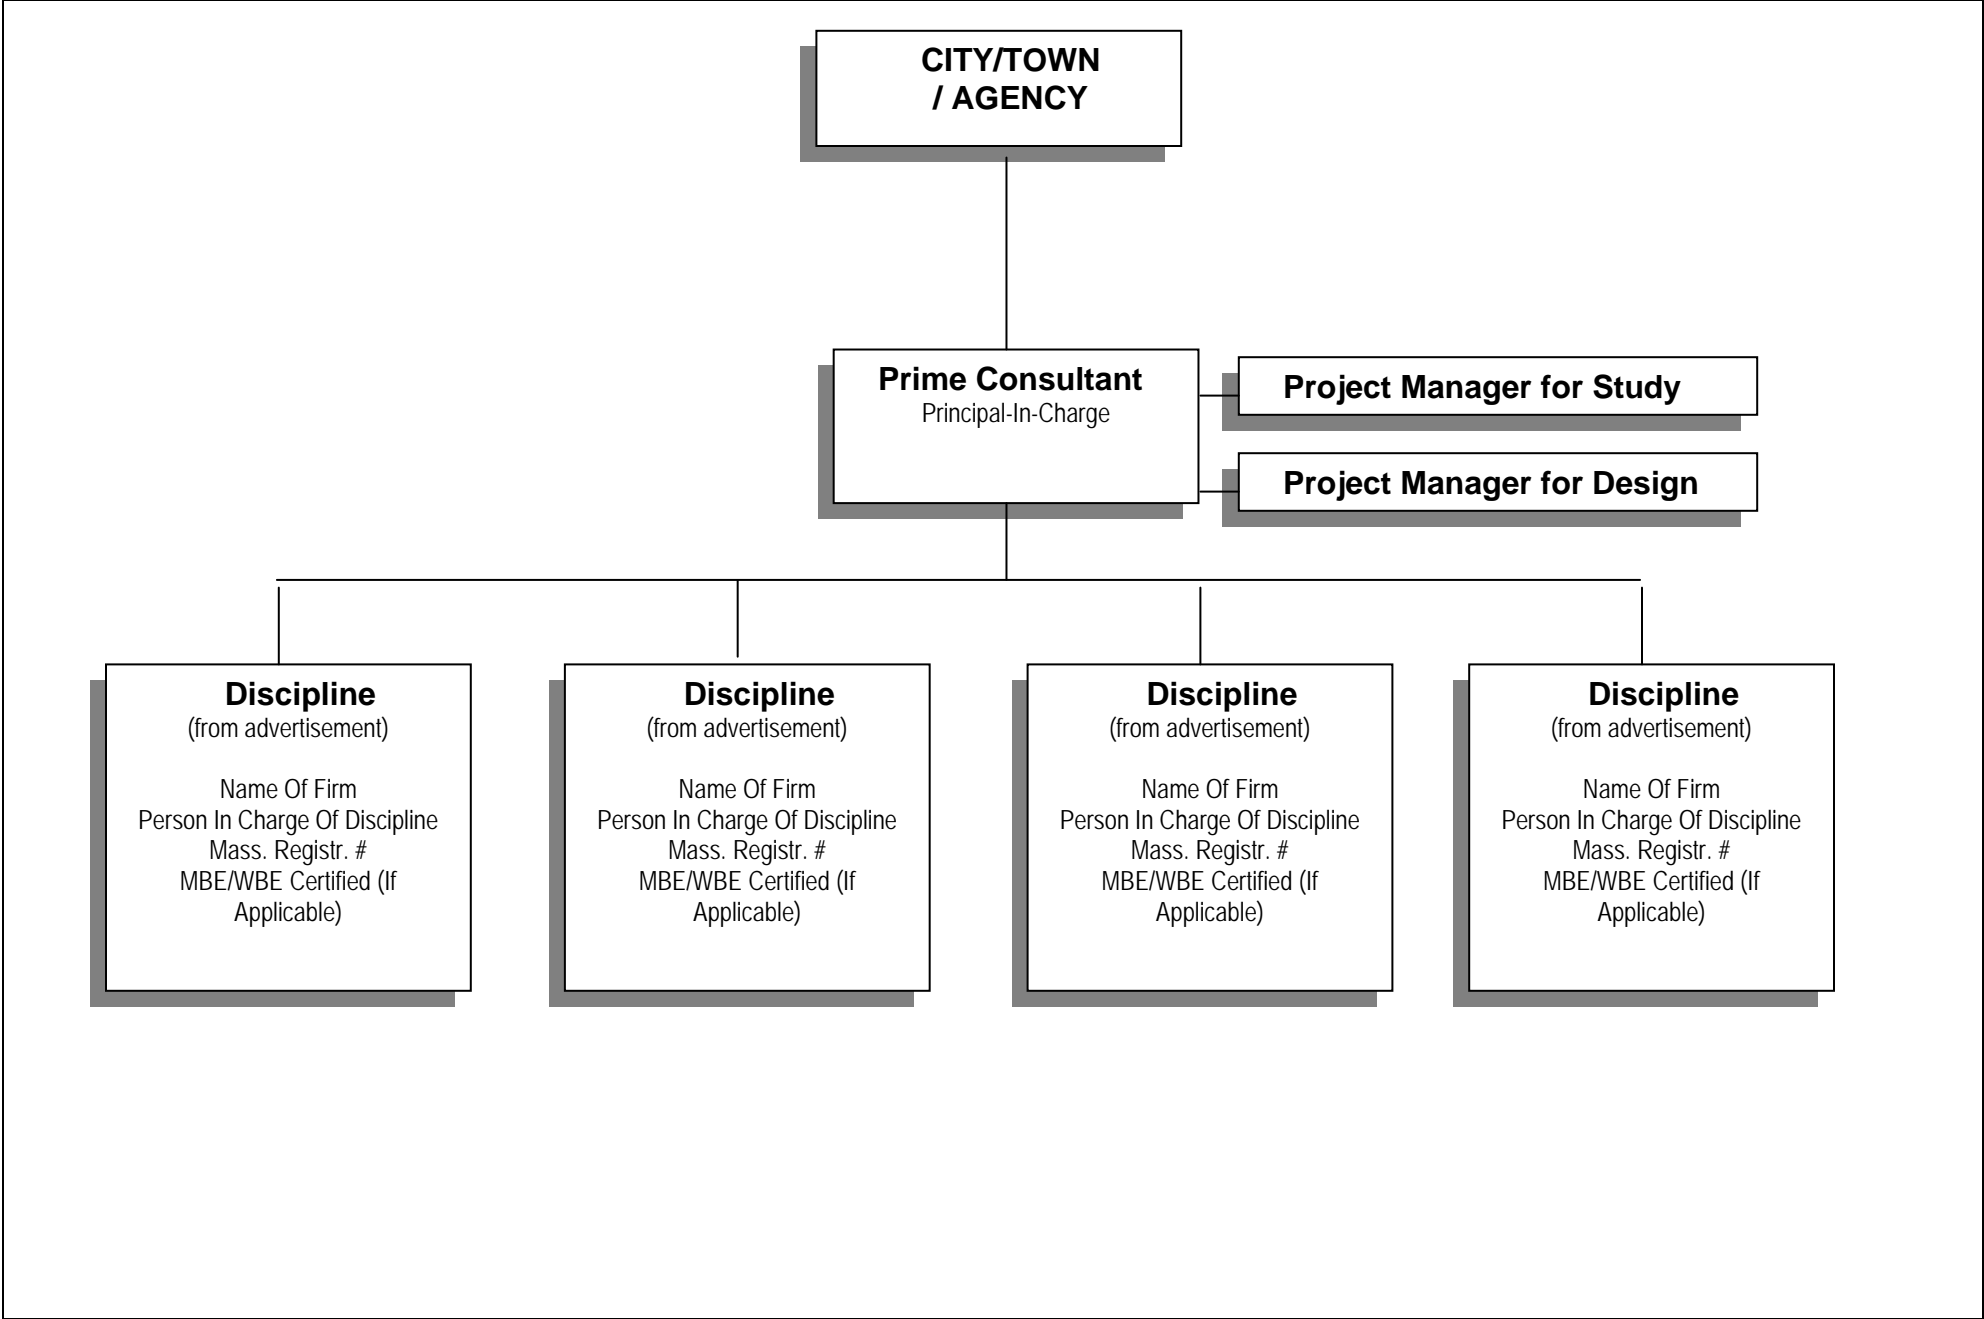 CITY/TOWN
/ AGENCY
Prime Consultant
Principal-In-Charge
Project Manager for Study
Project Manager for Design
Discipline
(from advertisement)
Name Of Firm
Person In Charge Of Discipline
Mass. Registr. #
MBE/WBE Certified (If
Applicable)
Discipline
(from advertisement)
Name Of Firm
Person In Charge Of Discipline
Mass. Registr. #
MBE/WBE Certified (If
Applicable)
Discipline
(from advertisement)
Name Of Firm
Person In Charge Of Discipline
Mass. Registr. #
MBE/WBE Certified (If
Applicable)
Discipline
(from advertisement)
Name Of Firm
Person In Charge Of Discipline
Mass. Registr. #
MBE/WBE Certified (If
Applicable)